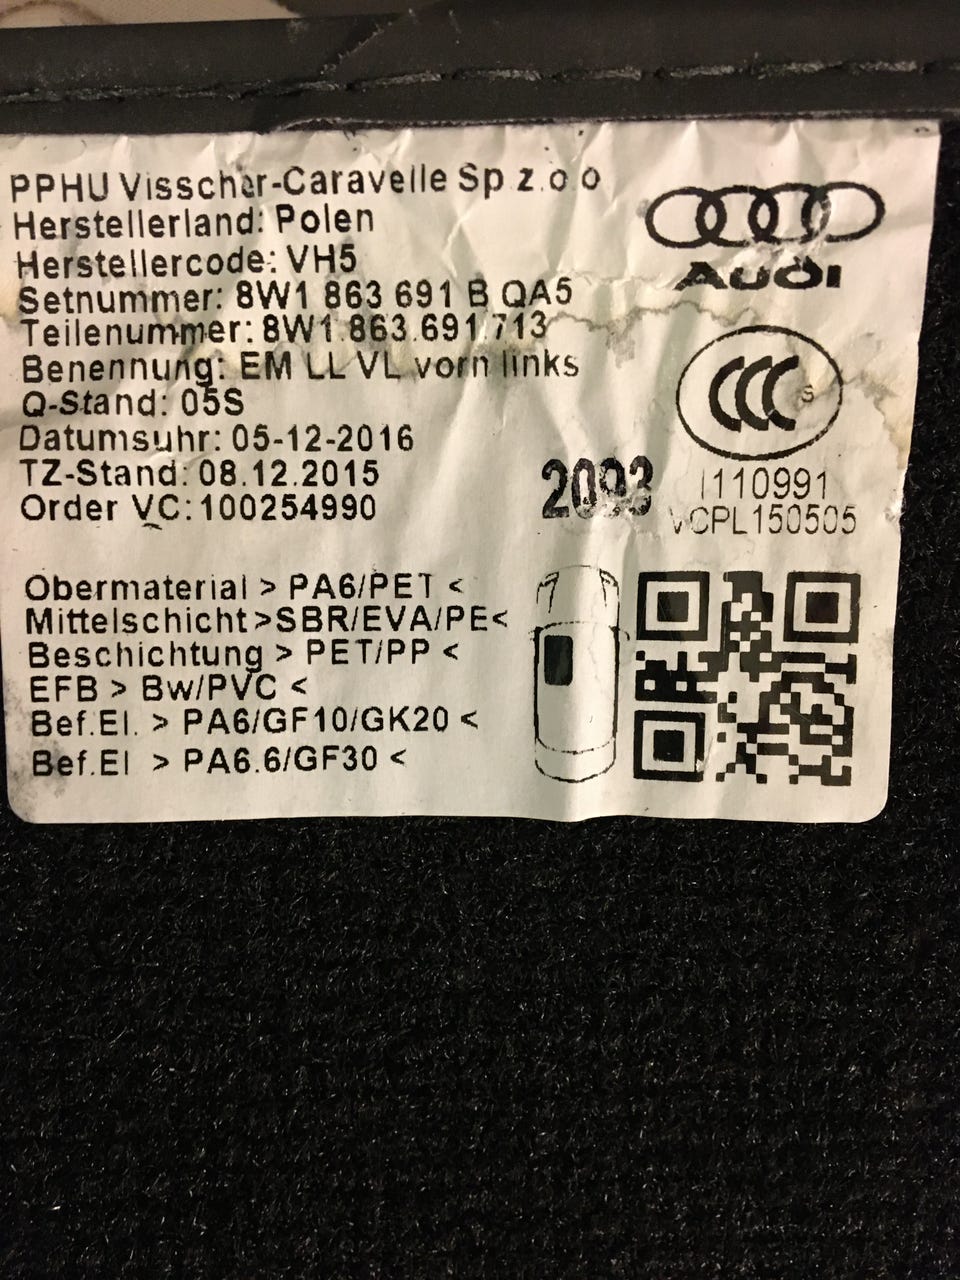 PPHU Visscher-Caravelle Sp z.o o
Herstellerland: Polen
Herstellercode: VH5
Setnummer: 8W1 863 691 B QA5
Teilenummer: 8W1.863.691.713
Benennung: EM LL VL vorn links
Q-Stand: 05S
Datumsuhr: 05-12-2016
TZ-Stand: 08.12.2015
Order VC: 100254990
Audi
CCC S
2093
I110991
VCPL150505
Obermaterial > PA6/PET <
Mittelschicht >SBR/EVA/PE<
Beschichtung > PET/PP <
EFB > Bw/PVC <
Bef.El. > PA6/GF10/GK20 <
Bef.El > PA6.6/GF30 <